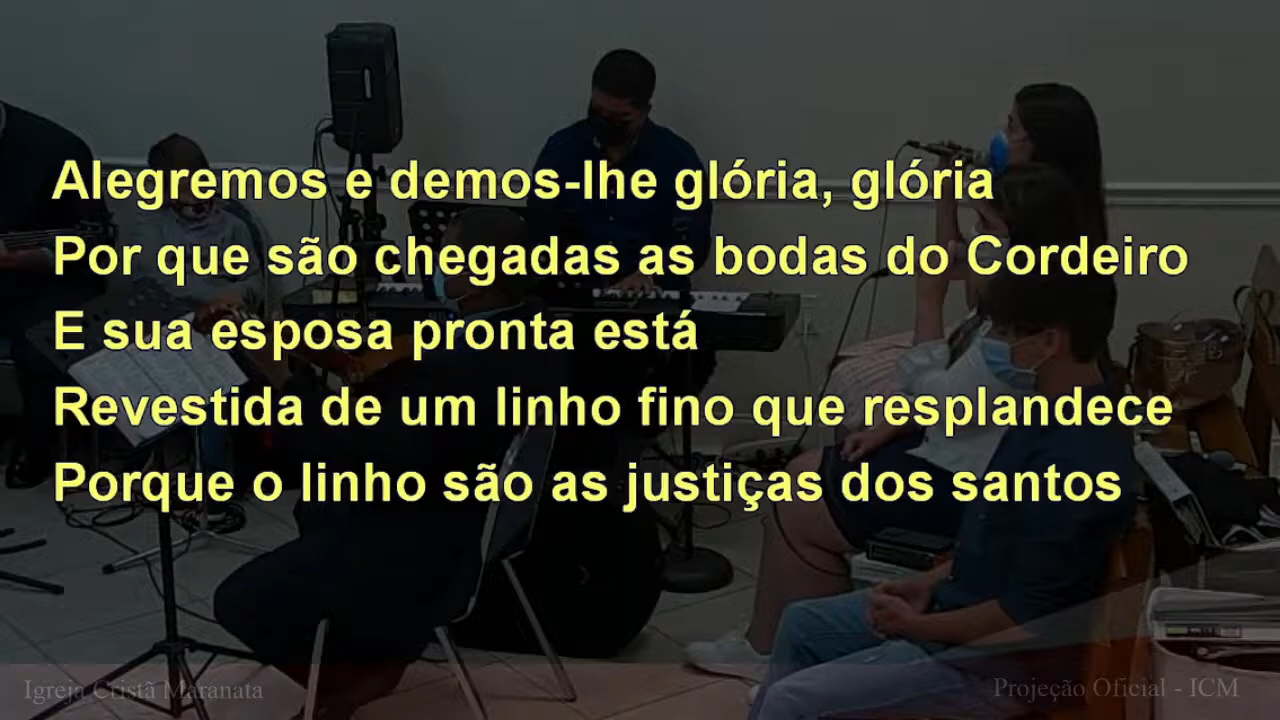 Alegremos e demos-lhe glória, glória
Por que são chegadas as bodas do Cordeiro
E sua esposa pronta está
Revestida de um linho fino que resplandece
Porque o linho são as justiças dos santos
Igreja Cristã Maranata
Projeção Oficial - ICM